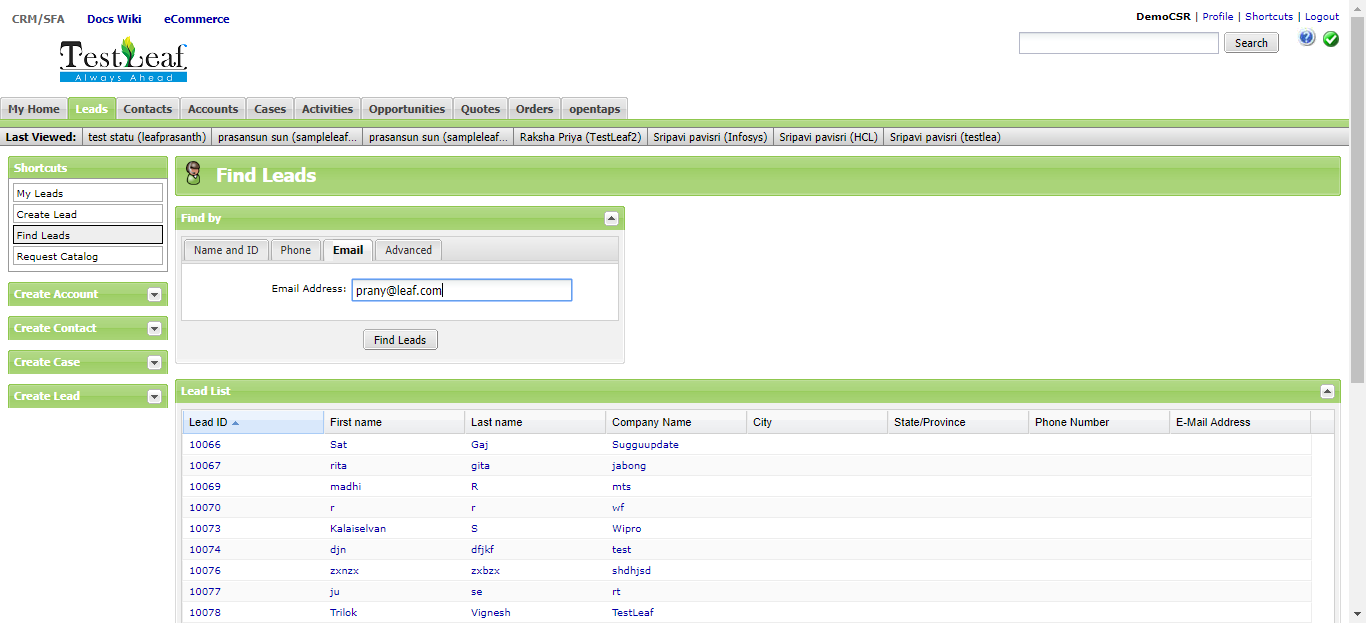 CRM/SFA Docs Wiki eCommerce
DemoCSR | Profile | Shortcuts | Logout
TestLeaf
Always Ahead
Search
My Home Leads Contacts Accounts Cases Activities Opportunities Quotes Orders opentaps
Last Viewed: test statu (leafprasanth) prasansun sun (sampleleaf... prasansun sun (sampleleaf... Raksha Priya (TestLeaf2) Sripavi pavisri (Infosys) Sripavi pavisri (HCL) Sripavi pavisri (testlea)
Shortcuts
My Leads
Create Lead
Find Leads
Request Catalog
Create Account
Create Contact
Create Case
Create Lead
Find Leads
Find by
Name and ID Phone Email Advanced
Email Address: prany@leaf.com
Find Leads
Lead List
Lead ID First name Last name Company Name City State/Province Phone Number E-Mail Address
10066 Sat Gaj Sugguupdate
10067 rita gita jabong
10069 madhi R mts
10070 r r wf
10073 Kalaiselvan S Wipro
10074 djn dfjkf test
10076 zxnzx zxbzx shdhjsd
10077 ju se rt
10078 Trilok Vignesh TestLeaf